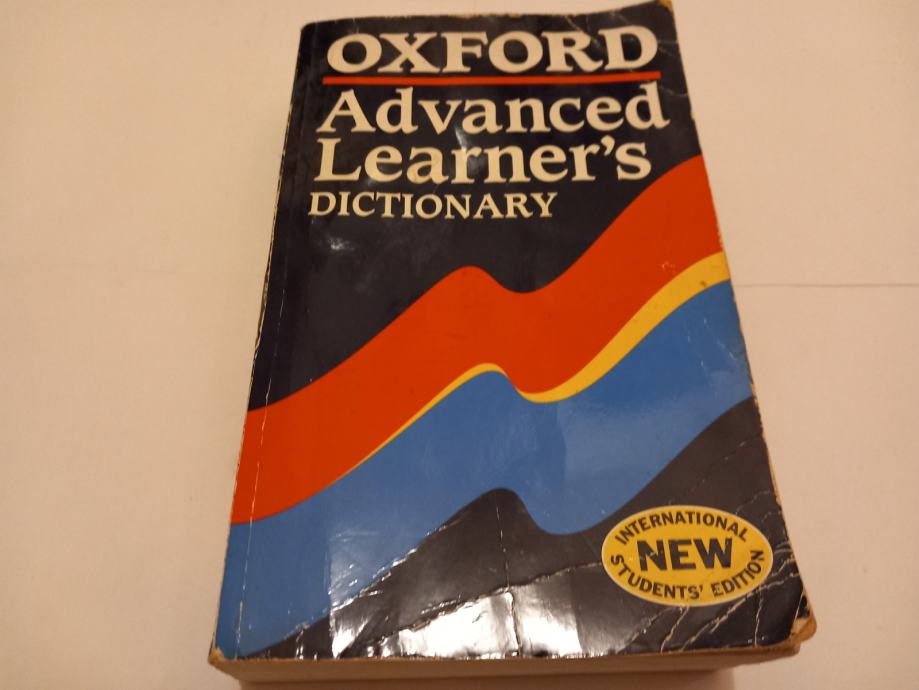 OXFORD
Advanced
Learner's
DICTIONARY
INTERNATIONAL
NEW
STUDENTS' EDITION